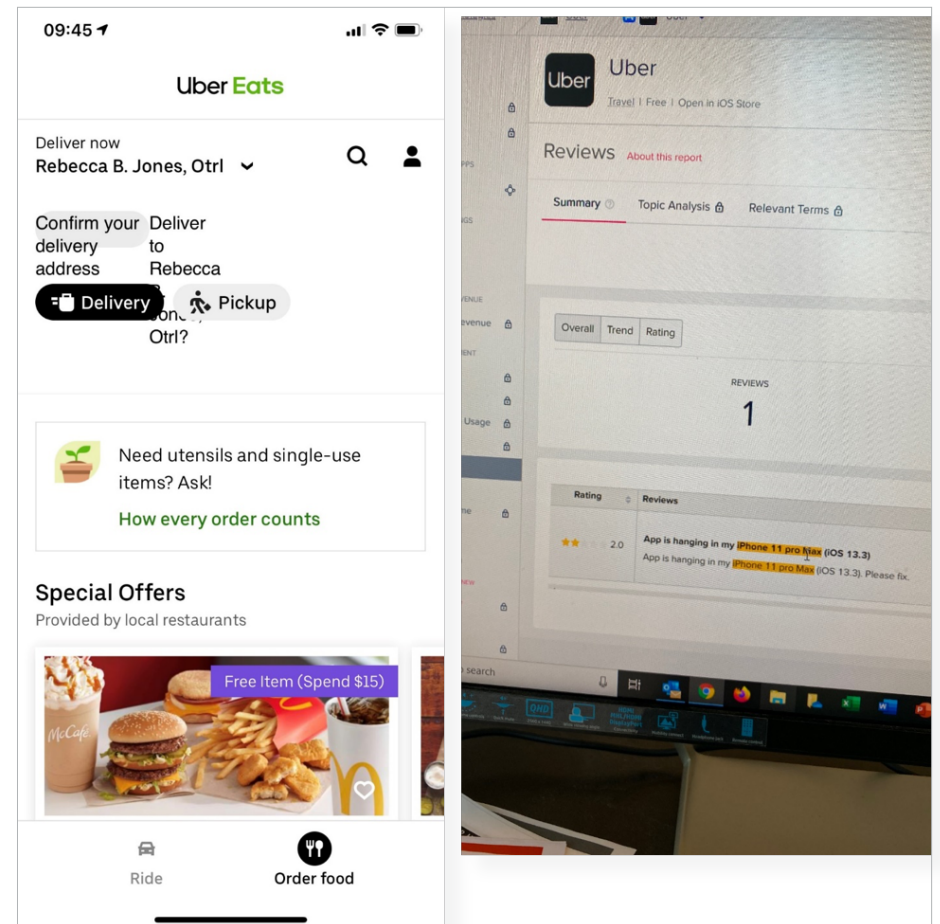 09:45
Uber Eats
Deliver now
Rebecca B. Jones, Otrl
Confirm your
delivery
address
Deliver
to
Rebecca
Otrl?
Delivery
Pickup
Need utensils and single-use
items? Ask!
How every order counts
Special Offers
Provided by local restaurants
Free Item (Spend $15)
McCafé
Ride
Order food
Uber
Uber
Travel | Free | Open in iOS Store
Reviews About this report
Summary Topic Analysis Relevant Terms
Overall Trend Rating
REVIEWS
1
Usage
Rating Reviews
2.0
App is hanging in my iPhone 11 pro Max (iOS 13.3)
App is hanging in my iPhone 11 pro Max (iOS 13.3). Please fix.
NEW
search
QHD